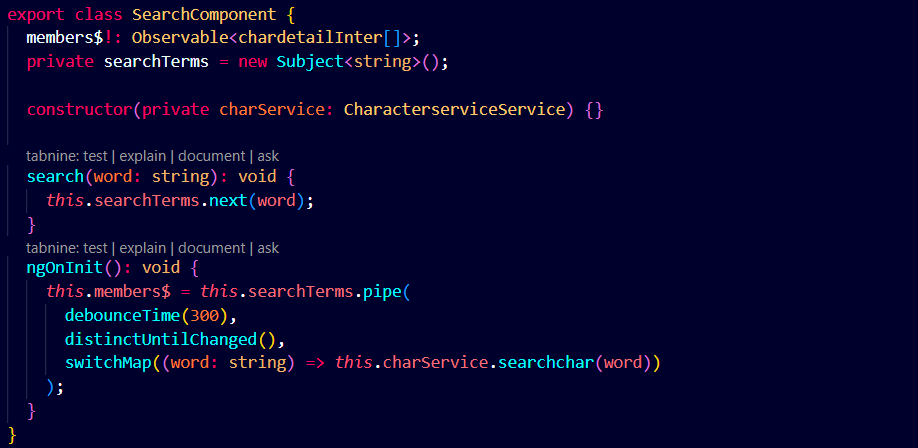 export class SearchComponent {
members$!: Observable<chardetailInter[]>;
private searchTerms = new Subject<string>();
constructor(private charService: CharacterserviceService) {}
tabnine: test | explain | document | ask
search(word: string): void {
this.searchTerms.next(word);
}
tabnine: test | explain | document | ask
ngOnInit(): void {
this.members$ = this.searchTerms.pipe(
debounceTime(300),
distinctUntilChanged(),
switchMap((word: string) => this.charService.searchchar(word))
);
}
}